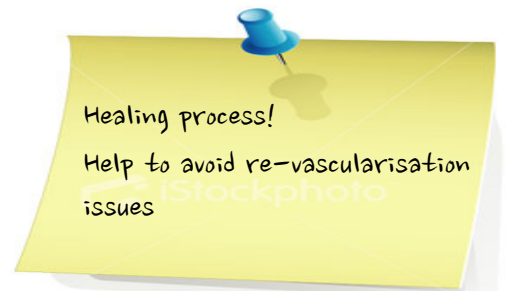 Healing process!
Help to avoid re-vascularisation
issues
iStockphoto